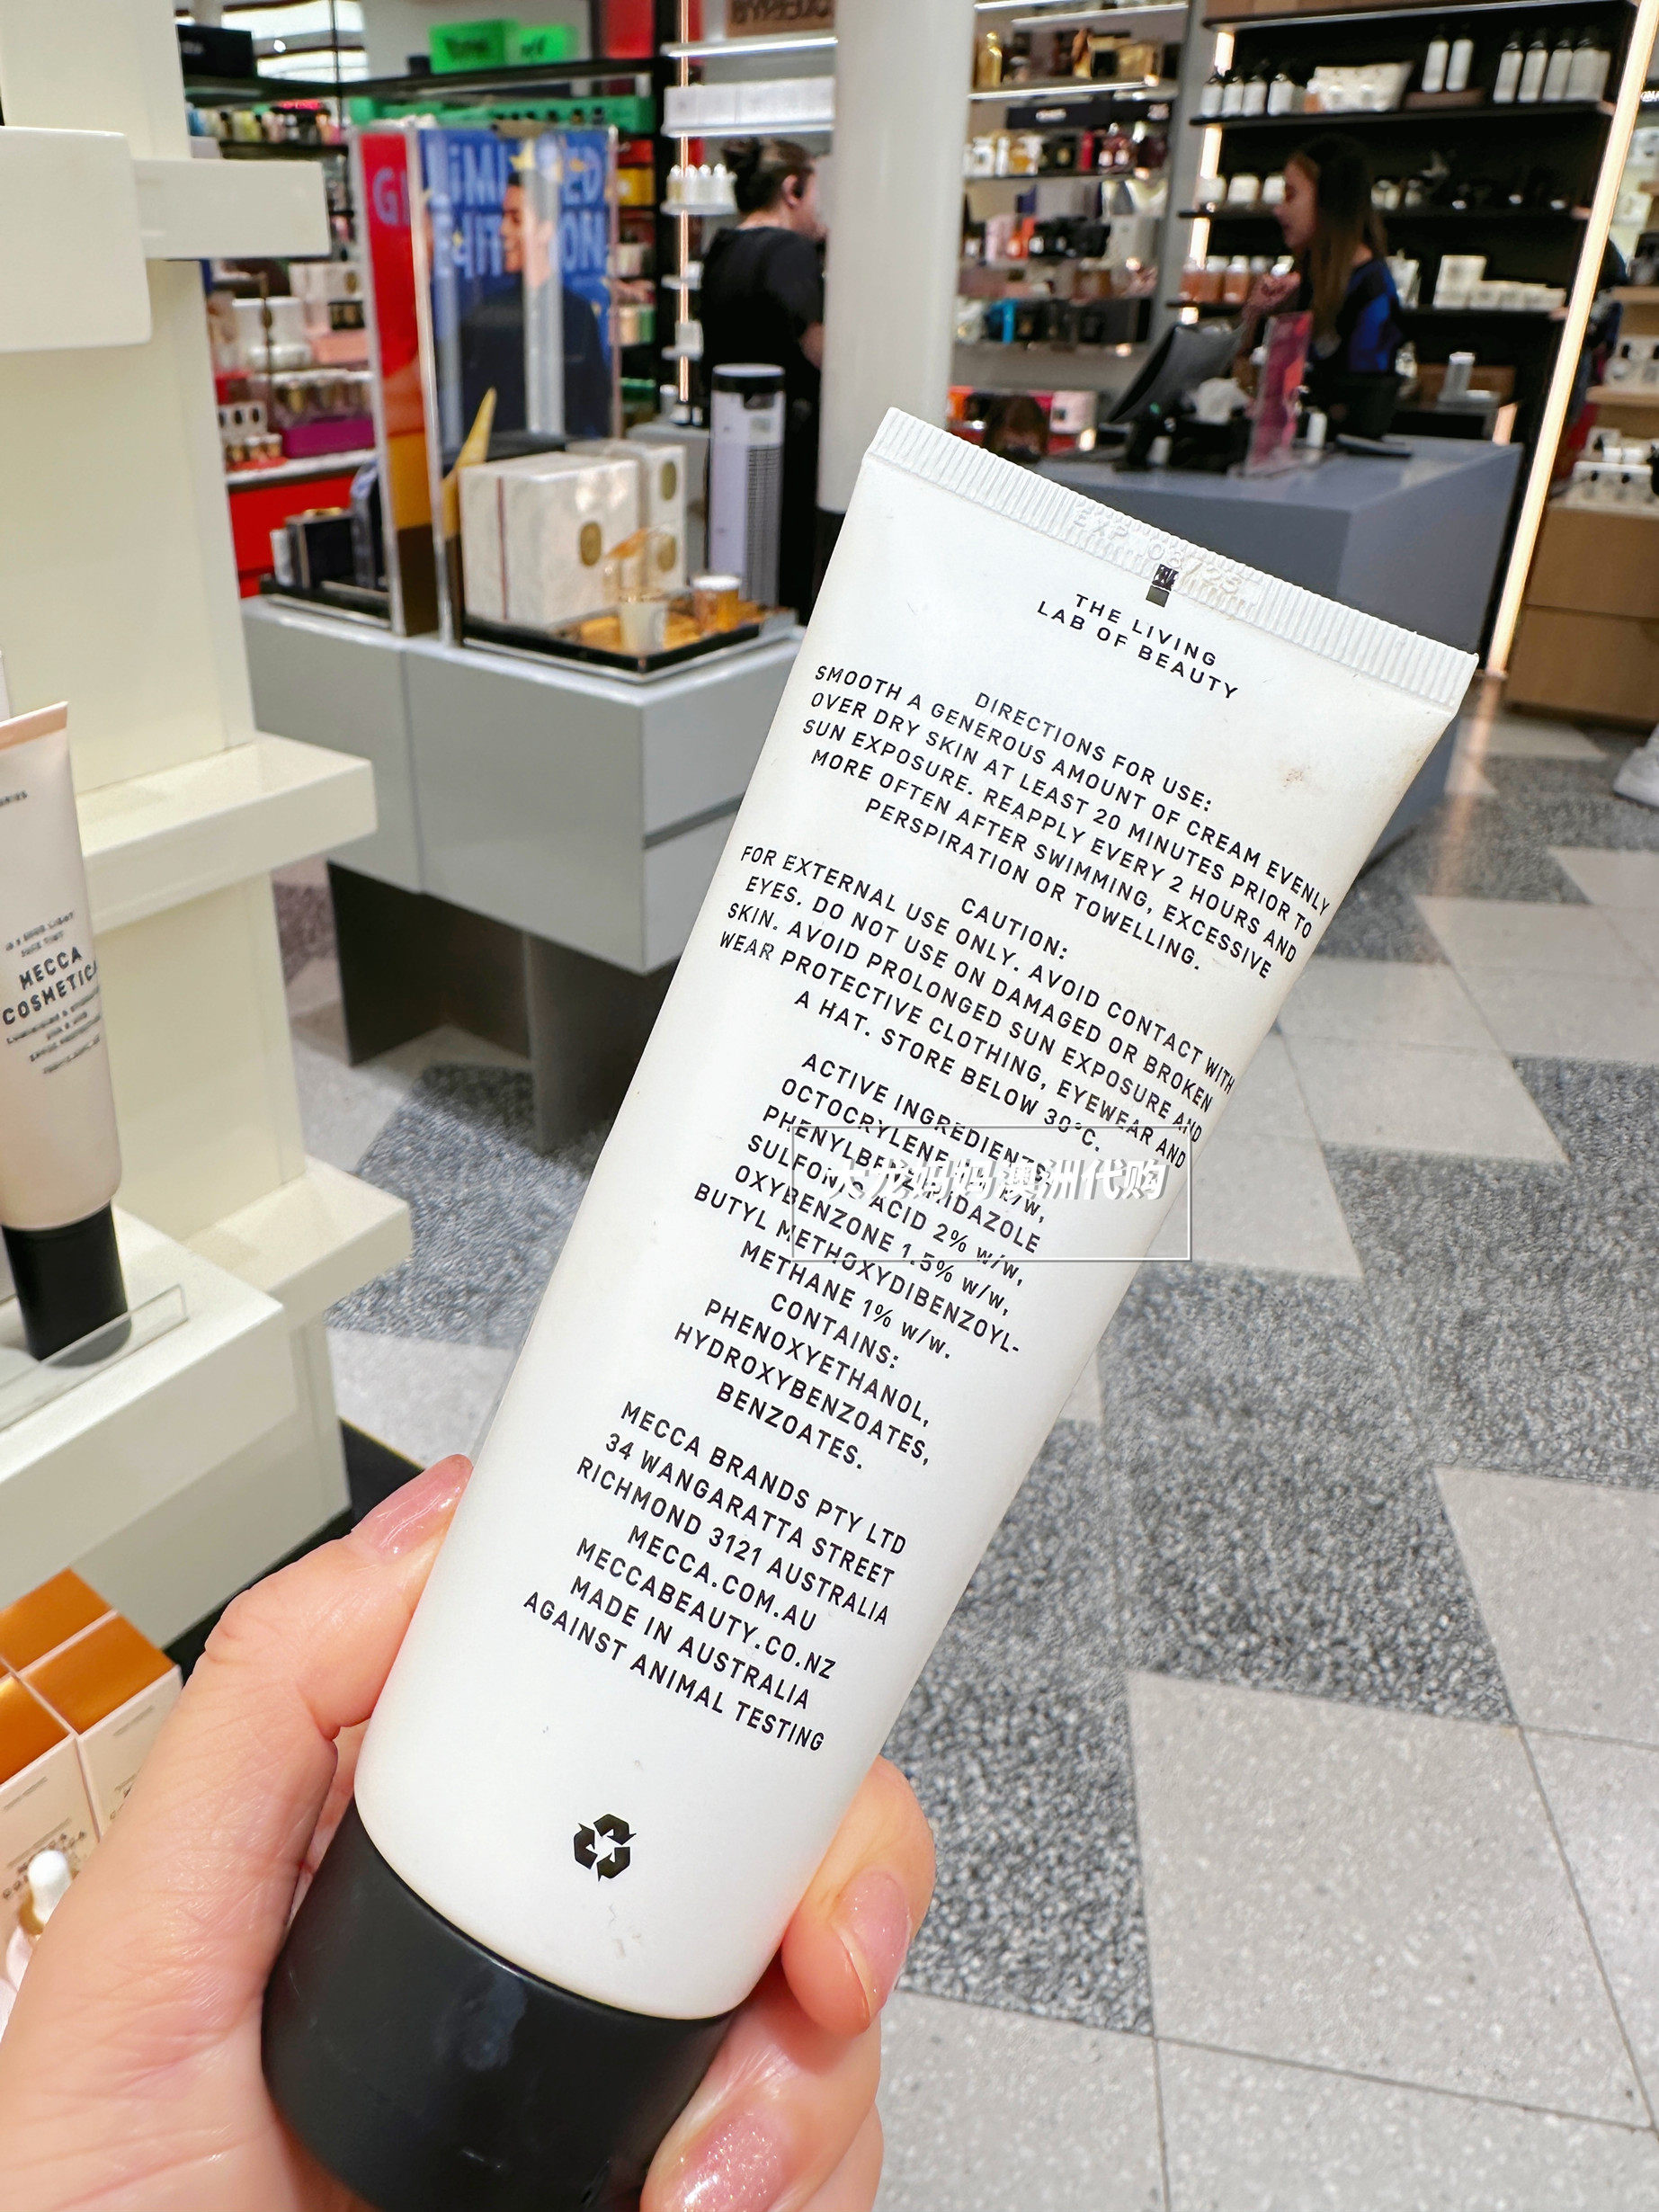 LIMITED
EDITION
EXP 08/25
THE LIVING
LAB OF BEAUTY
DIRECTIONS FOR USE:
SMOOTH A GENEROUS AMOUNT OF CREAM EVENLY
OVER DRY SKIN AT LEAST 20 MINUTES PRIOR TO
SUN EXPOSURE. REAPPLY EVERY 2 HOURS AND
MORE OFTEN AFTER SWIMMING, EXCESSIVE
PERSPIRATION OR TOWELLING.
CAUTION:
FOR EXTERNAL USE ONLY. AVOID CONTACT WITH
EYES. DO NOT USE ON DAMAGED OR BROKEN
SKIN. AVOID PROLONGED SUN EXPOSURE AND
WEAR PROTECTIVE CLOTHING, EYEWEAR AND
A HAT. STORE BELOW 30°C.
ACTIVE INGREDIENTS:
OCTOCRYLENE w/w,
PHENYLBENZIMIDAZOLE
SULFONIC ACID 2% w/w,
OXYBENZONE 1.5% w/w,
BUTYL METHOXYDIBENZOYL-
METHANE 1% w/w.
CONTAINS:
PHENOXYETHANOL,
HYDROXYBENZOATES,
BENZOATES.
MECCA BRANDS PTY LTD
34 WANGARATTA STREET
RICHMOND 3121 AUSTRALIA
MECCA.COM.AU
MECCABEAUTY.CO.NZ
MADE IN AUSTRALIA
AGAINST ANIMAL TESTING
大龙妈妈澳洲代购
MECCA
COSMETICA